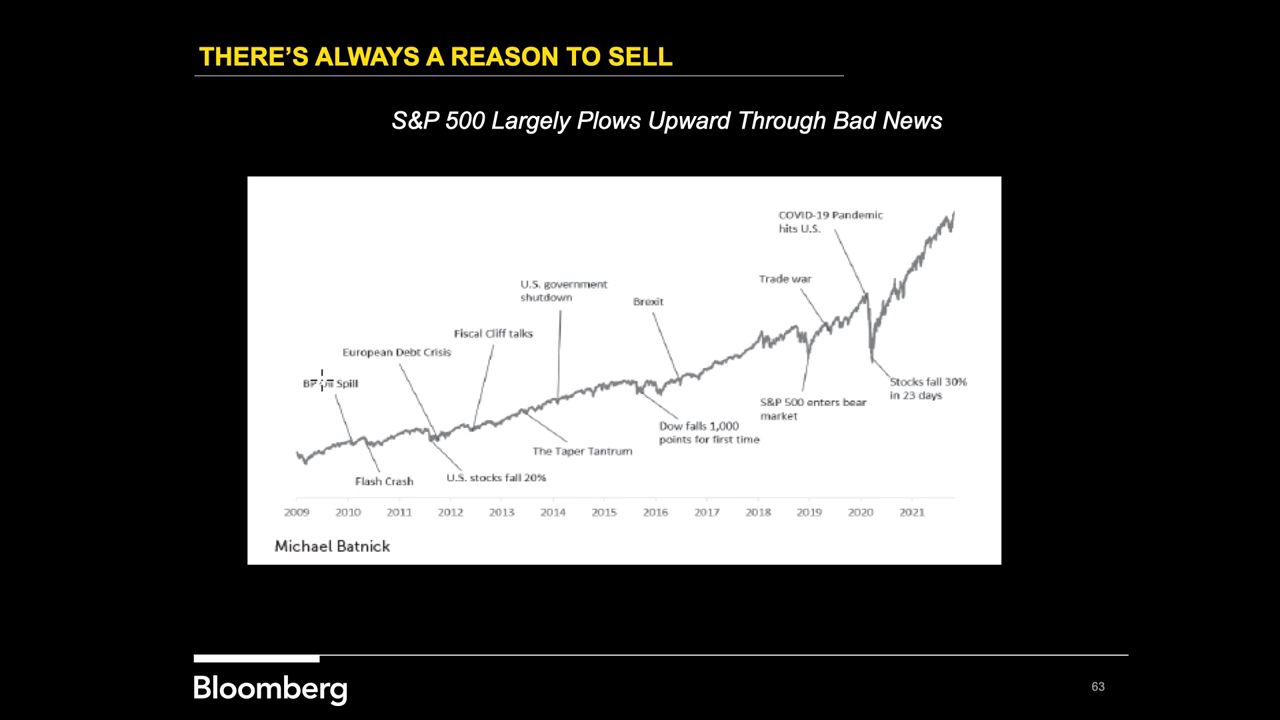 THERE'S ALWAYS A REASON TO SELL
S&P 500 Largely Plows Upward Through Bad News
COVID-19 Pandemic
hits U.S.
Trade war
U.S. government
shutdown
Brexit
Fiscal Cliff talks
European Debt Crisis
Spill
Stocks fall 30%
in 23 days
S&P 500 enters bear
market
Dow falls 1,000
points for first time
The Taper Tantrum
U.S. stocks fall 20%
Flash Crash
2009 2010 2011 2012 2013 2014 2015 2016 2017 2018 2019 2020 2021
Michael Batnick
Bloomberg
63